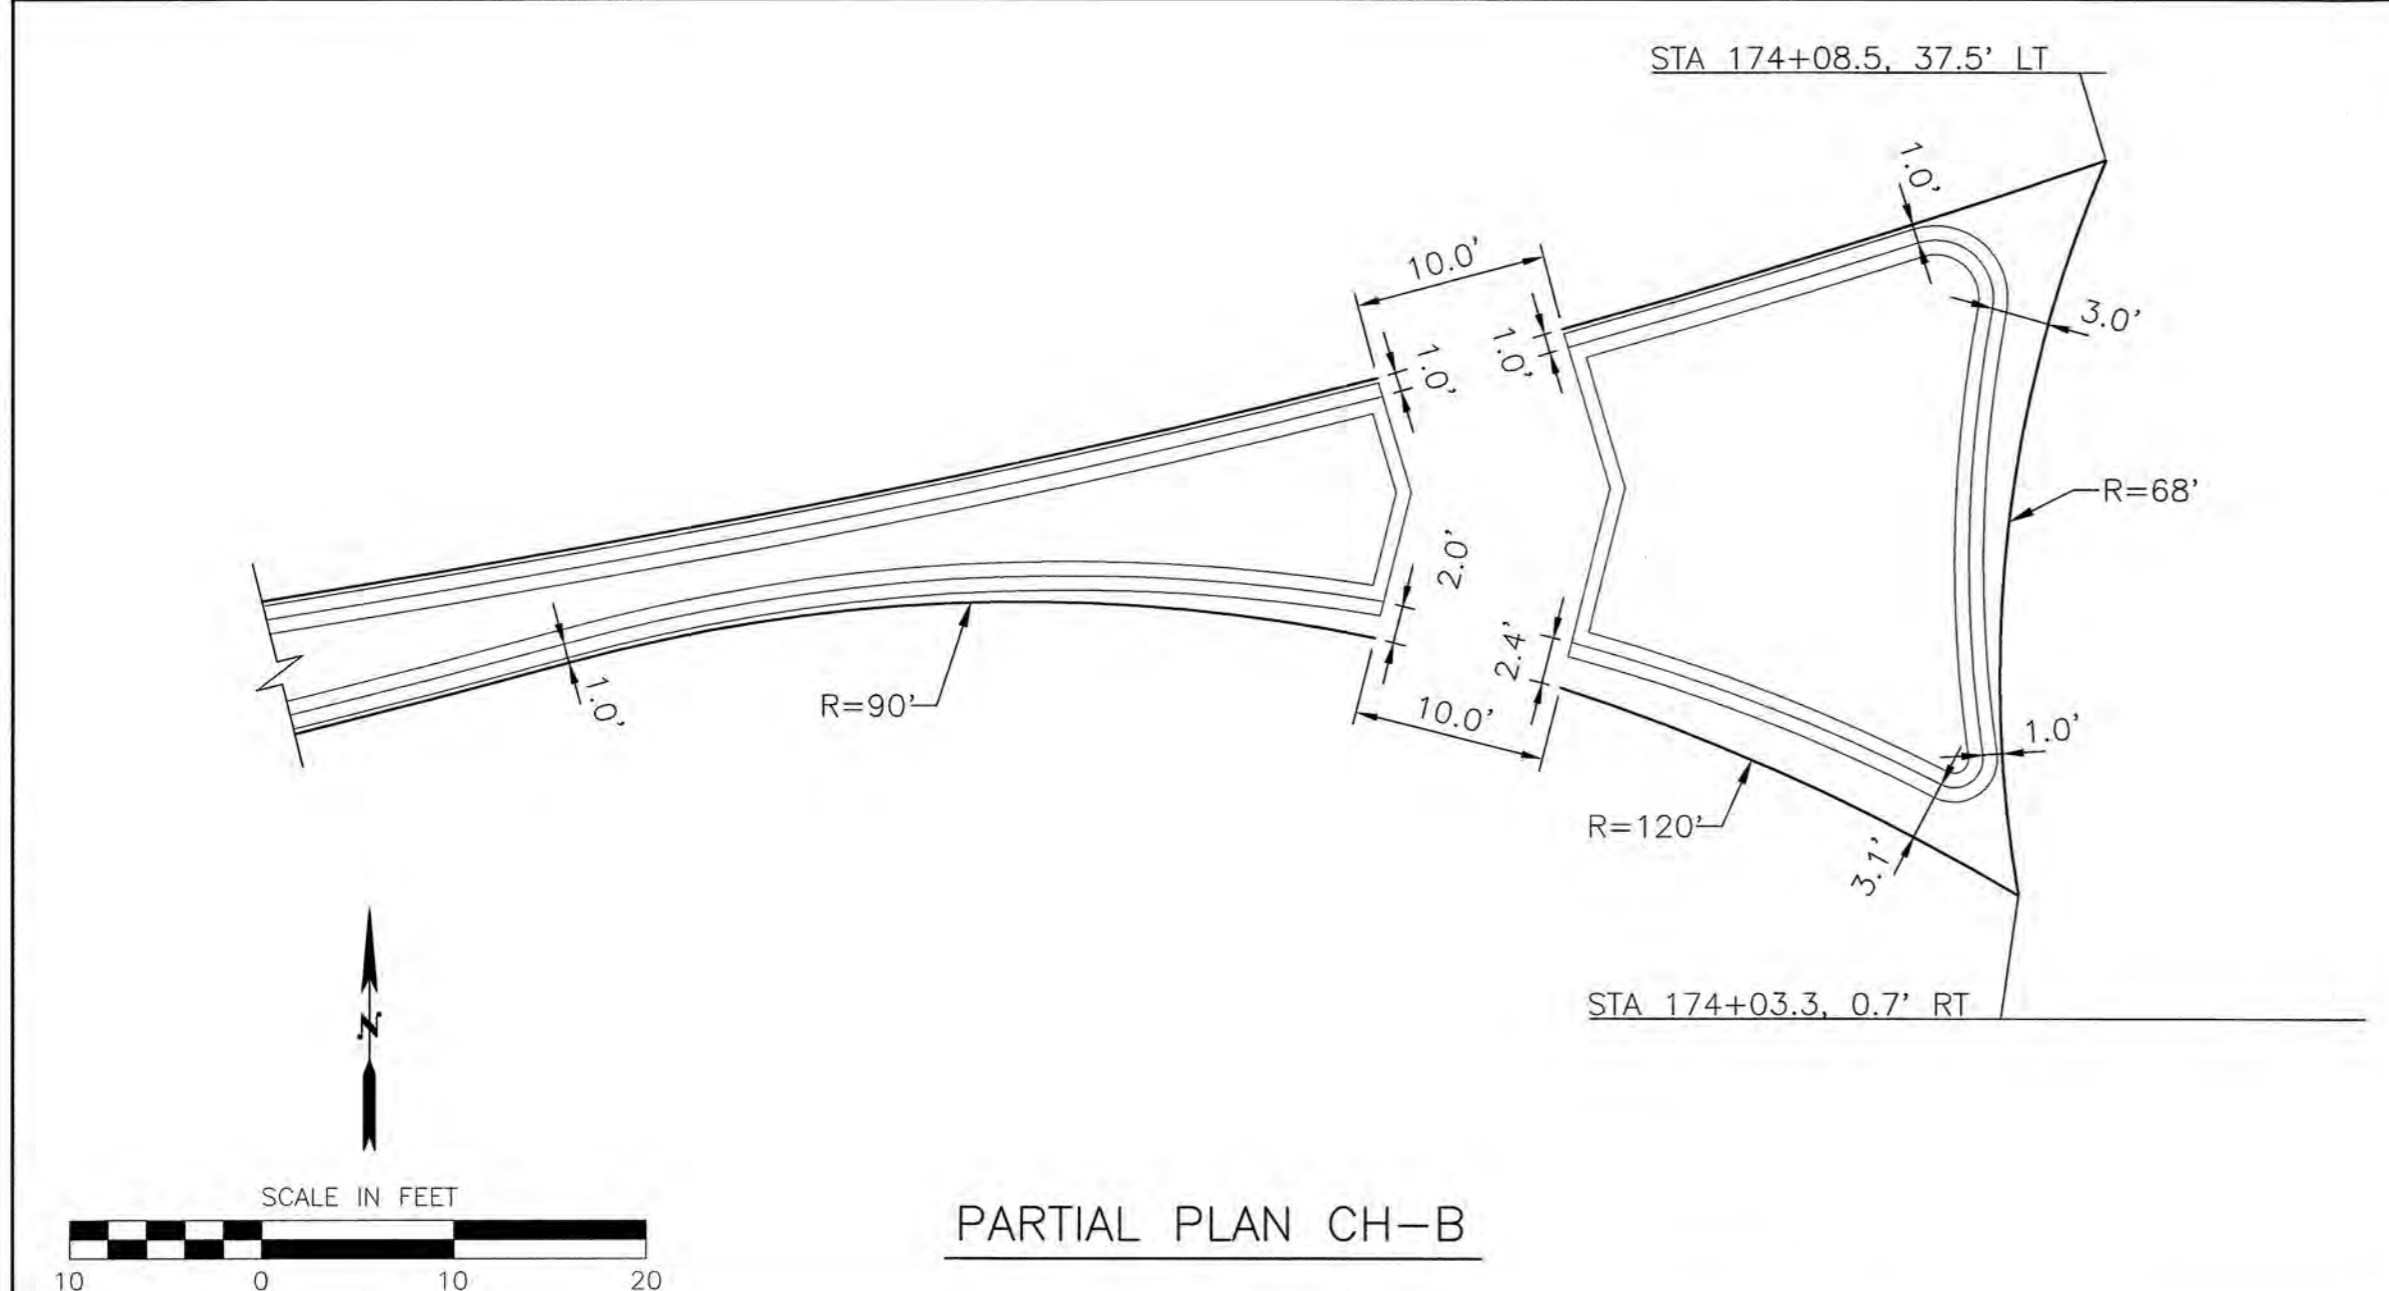 STA 174+08.5, 37.5' LT
1.0'
10.0'
3.0'
1.0'
1.0'
R=68'
2.0'
2.4'
1.0'
R=90'
10.0'
1.0'
R=120'
3.1'
STA 174+03.3, 0.7' RT
N
SCALE IN FEET
10 0 10 20
PARTIAL PLAN CH-B